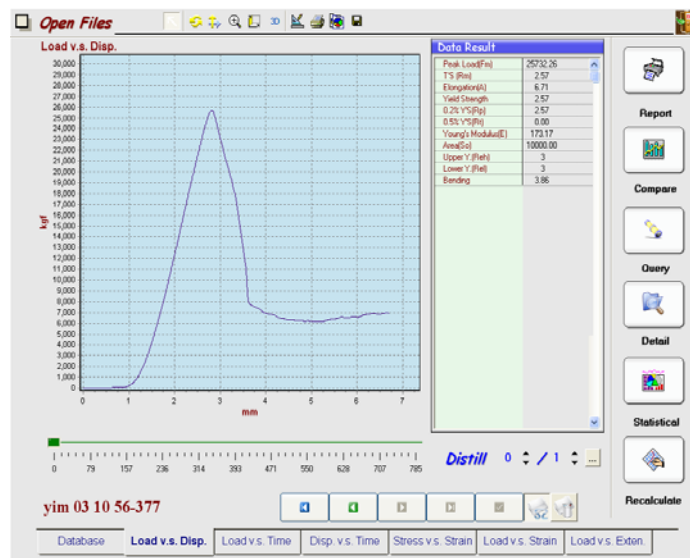 Open Files
3D
Load v.s. Disp.
30,000
29,000
28,000
27,000
26,000
25,000
24,000
23,000
22,000
21,000
20,000
19,000
18,000
17,000
16,000
15,000
14,000
13,000
12,000
11,000
10,000
9,000
8,000
7,000
6,000
5,000
4,000
3,000
2,000
1,000
0
kgf
0 1 2 3 4 5 6 7
mm
Data Result
Peak Load(Fm) 25732.26
T'S (Rm) 2.57
Elongation(A) 6.71
Yield Strength 2.57
0.2% Y'S(Rp) 2.57
0.5% Y'S(Rr) 0.00
Young's Modulus(E) 173.17
Area(So) 10000.00
Upper Y.(Reh) 3
Lower Y.(Rel) 3
Bending 3.86
Report
Compare
Query
Detail
Statistical
Recalculate
0 79 157 236 314 393 471 550 628 707 785
Distill 0 / 1 ...
yim 03 10 56-377
Database Load v.s. Disp. Load v.s. Time Disp. v.s. Time Stress v.s. Strain Load v.s. Strain Load v.s. Exten.